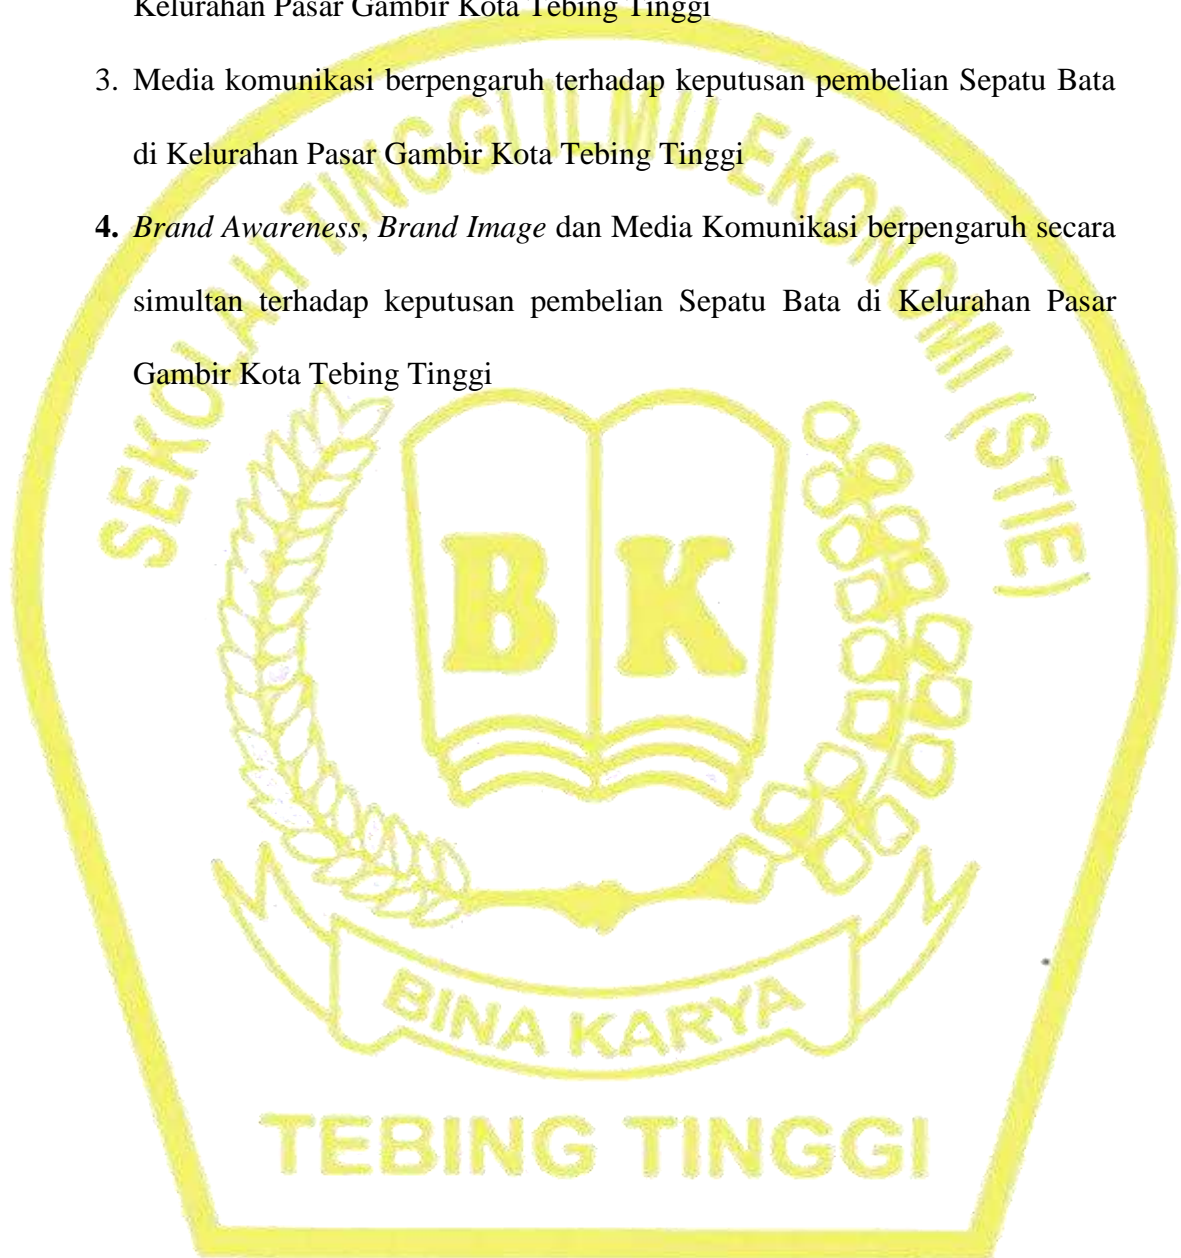 Kelurahan Pasar Gambir Kota Tebing Tinggi
3. Media komunikasi berpengaruh terhadap keputusan pembelian Sepatu Bata
di Kelurahan Pasar Gambir Kota Tebing Tinggi
4. Brand Awareness, Brand Image dan Media Komunikasi berpengaruh secara
simultan terhadap keputusan pembelian Sepatu Bata di Kelurahan Pasar
Gambir Kota Tebing Tinggi
SEKOLAH TINGGI ILMU EKONOMI (STIE)
B K
BINA KARYA
TEBING TINGGI